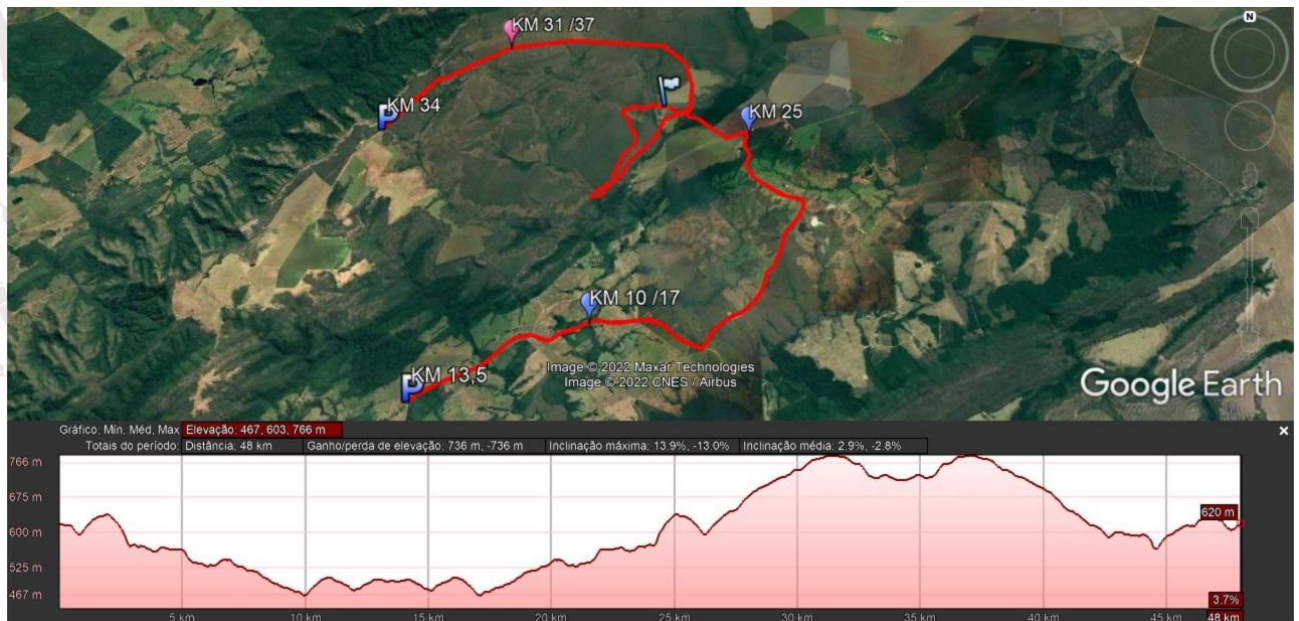 KM 31 /37
N
KM 34
KM 25
KM 10 /17
KM 13,5
Image © 2022 Maxar Technologies
Image © 2022 CNES / Airbus
Google Earth
Gráfico: Mín, Méd, Máx Elevação: 467, 603, 766 m
Totais do período: Distância: 48 km Ganho/perda de elevação: 736 m, -736 m Inclinação máxima: 13.9%, -13.0% Inclinação média: 2.9%, -2.8%
766 m
675 m
600 m
620 m
525 m
467 m
3.7%
5 km 10 km 15 km 20 km 25 km 30 km 35 km 40 km 45 km 48 km